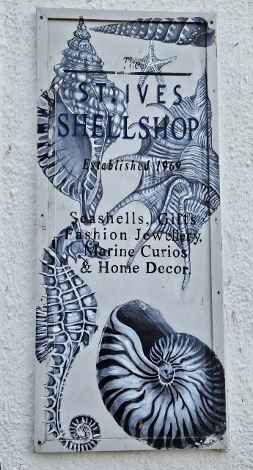 The
ST IVES
SHELLSHOP
Established 1969
Seashells, Gifts
Fashion Jewellery,
Marine Curios
& Home Decor.